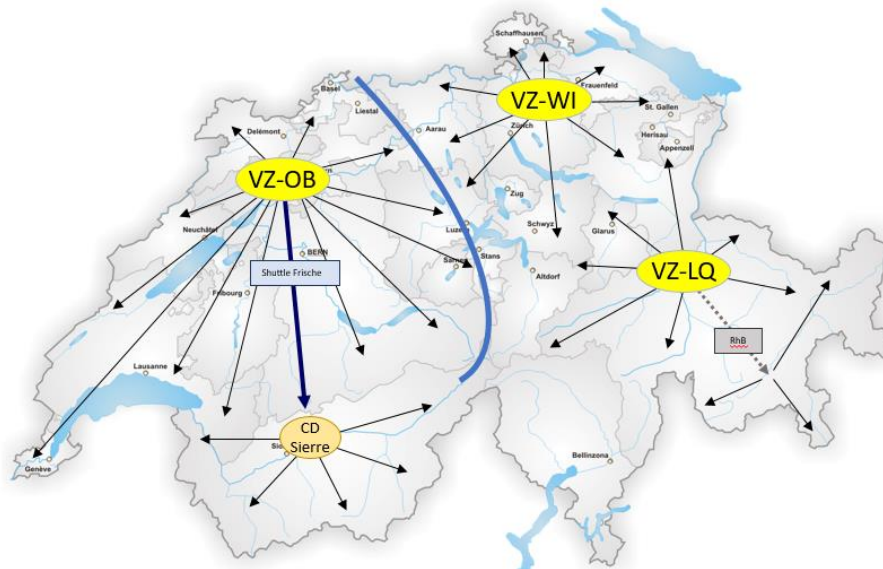 Schaffhausen
Basel
Liestal
VZ-WI
Frauenfeld
Delémont
Aarau
Zürich
St. Gallen
Herisau
Appenzell
VZ-OB
Zug
Neuchâtel
Luzern
Schwyz
Glarus
BERN
Stans
Sarnen
Altdorf
VZ-LQ
Shuttle Frische
Fribourg
RhB
Lausanne
CD
Sierre
Bellinzona
Genève